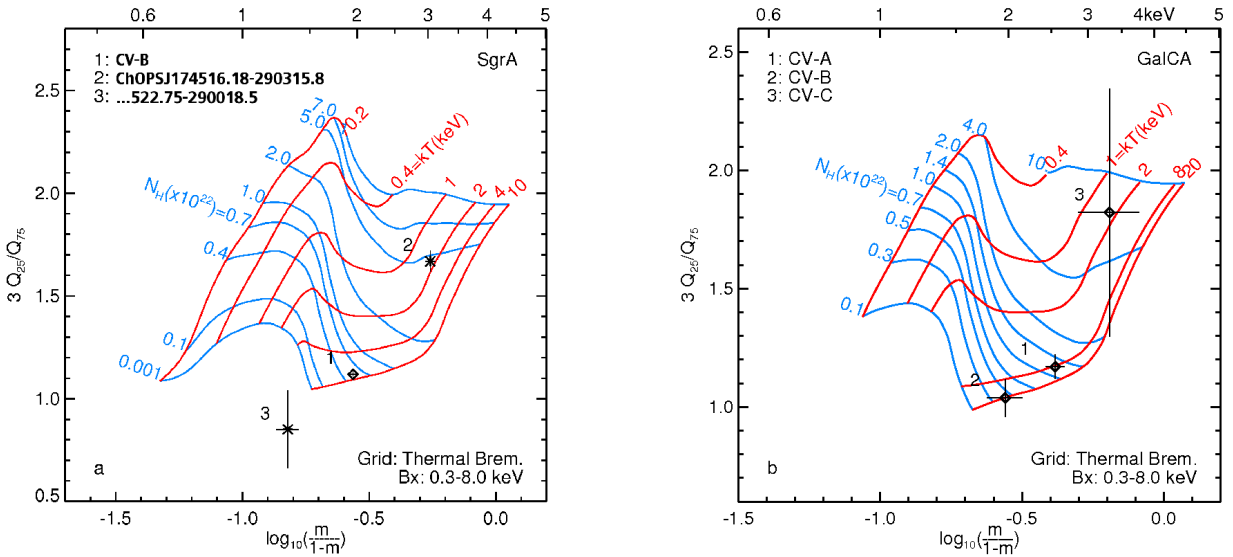 0.6 1 2 3 4 5
1: CV-B
2: ChOPSJ174516.18-290315.8
3: ...522.75-290018.5
SgrA
7.0
5.0
0.2
2.0
0.4=kT(keV)
1.0
N_H(x10^22)=0.7
1 2 4 10
0.4
2
0.1
0.001
1
3
a
Grid: Thermal Brem.
Bx: 0.3-8.0 keV
3 Q25/Q75
2.5
2.0
1.5
1.0
0.5
-1.5 -1.0 -0.5 0.0
log10(m/1-m)
0.6 1 2 3 4keV 5
1: CV-A
2: CV-B
3: CV-C
GalCA
4.0
2.0
1.4
1.0
N_H(x10^22)=0.7
0.5
0.3
0.1
10
0.4
1=kT(keV)
2
8
20
3
1
2
b
Grid: Thermal Brem.
Bx: 0.3-8.0 keV
3 Q25/Q75
2.5
2.0
1.5
1.0
-1.5 -1.0 -0.5 0.0
log10(m/1-m)